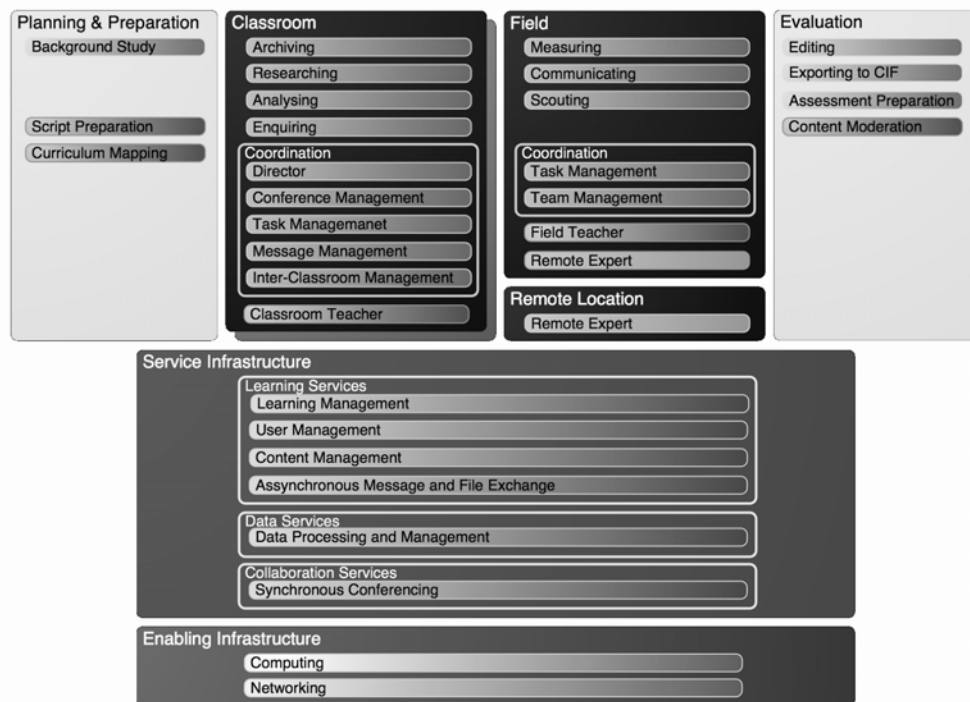 Planning & Preparation
Background Study
Script Preparation
Curriculum Mapping
Classroom
Archiving
Researching
Analysing
Enquiring
Coordination
Director
Conference Management
Task Managemanet
Message Management
Inter-Classroom Management
Classroom Teacher
Field
Measuring
Communicating
Scouting
Coordination
Task Management
Team Management
Field Teacher
Remote Expert
Remote Location
Remote Expert
Evaluation
Editing
Exporting to CIF
Assessment Preparation
Content Moderation
Service Infrastructure
Learning Services
Learning Management
User Management
Content Management
Assynchronous Message and File Exchange
Data Services
Data Processing and Management
Collaboration Services
Synchronous Conferencing
Enabling Infrastructure
Computing
Networking